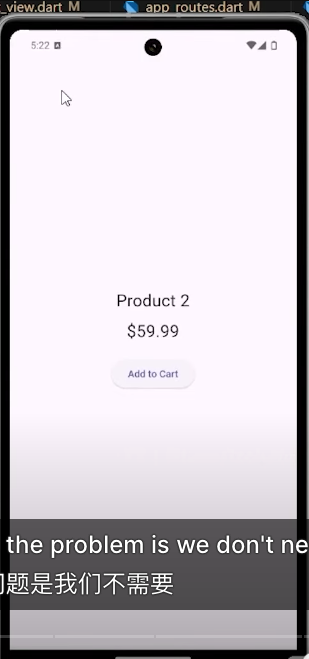 _view.dart M app_routes.dart M
5:22
Product 2
$59.99
Add to Cart
the problem is we don't ne
问题是我们不需要